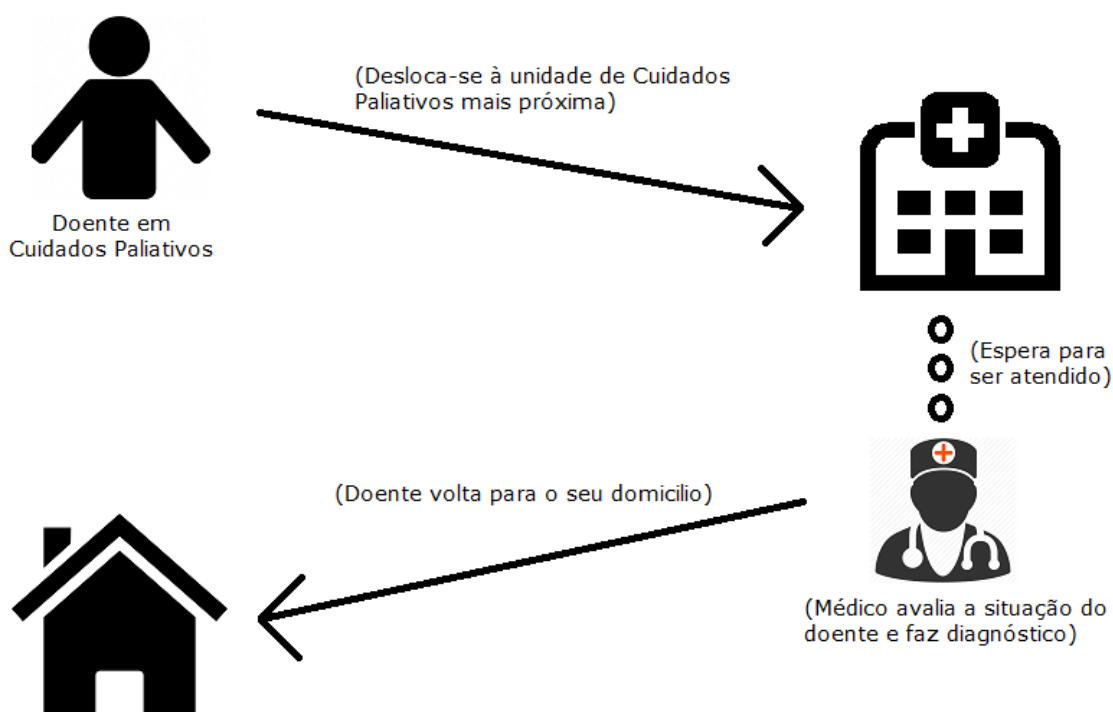 (Desloca-se à unidade de Cuidados
Paliativos mais próxima)
Doente em
Cuidados Paliativos
(Espera para
ser atendido)
(Médico avalia a situação do
doente e faz diagnóstico)
(Doente volta para o seu domicilio)